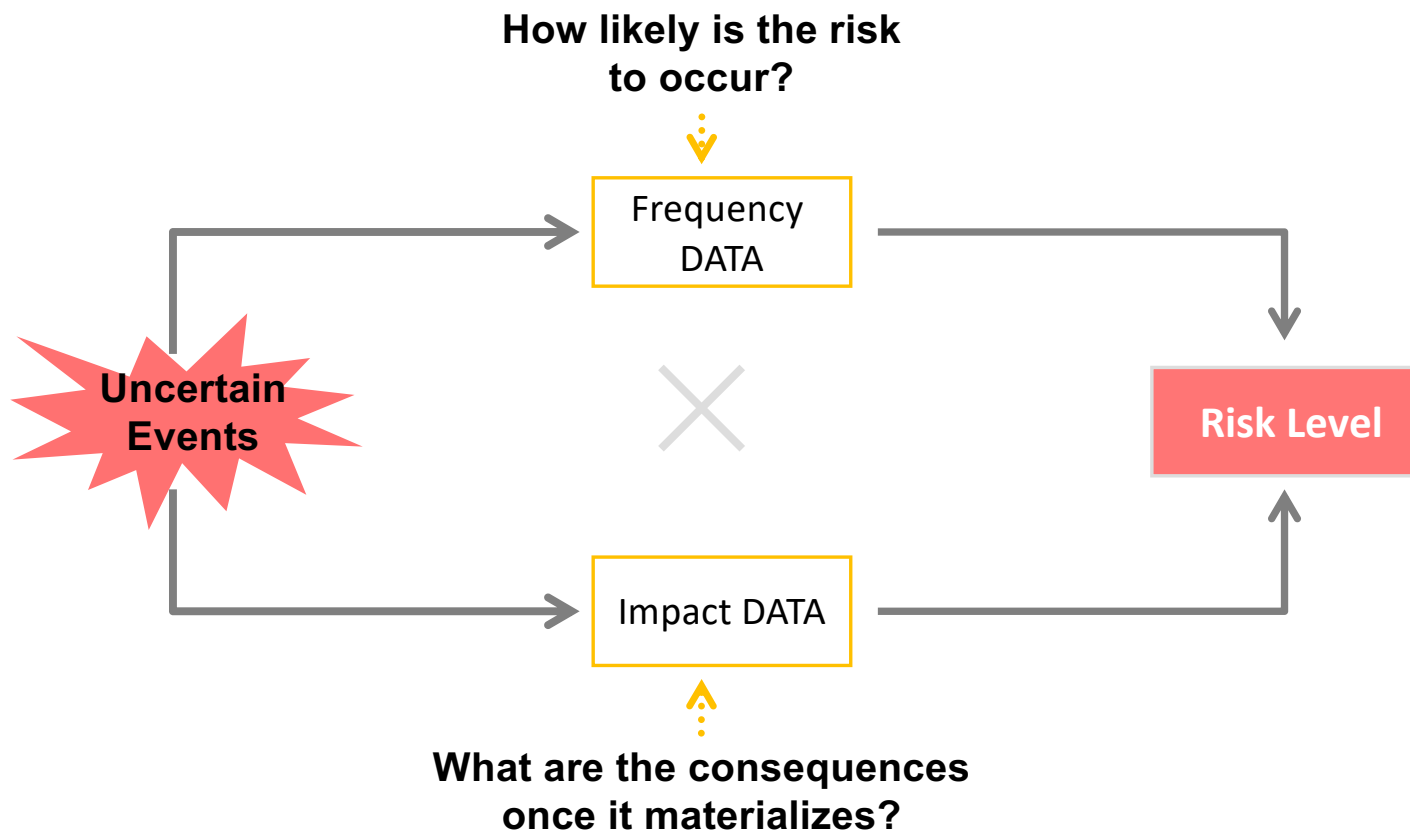 How likely is the risk
to occur?
Frequency
DATA
Uncertain
Events
Risk Level
Impact DATA
What are the consequences
once it materializes?